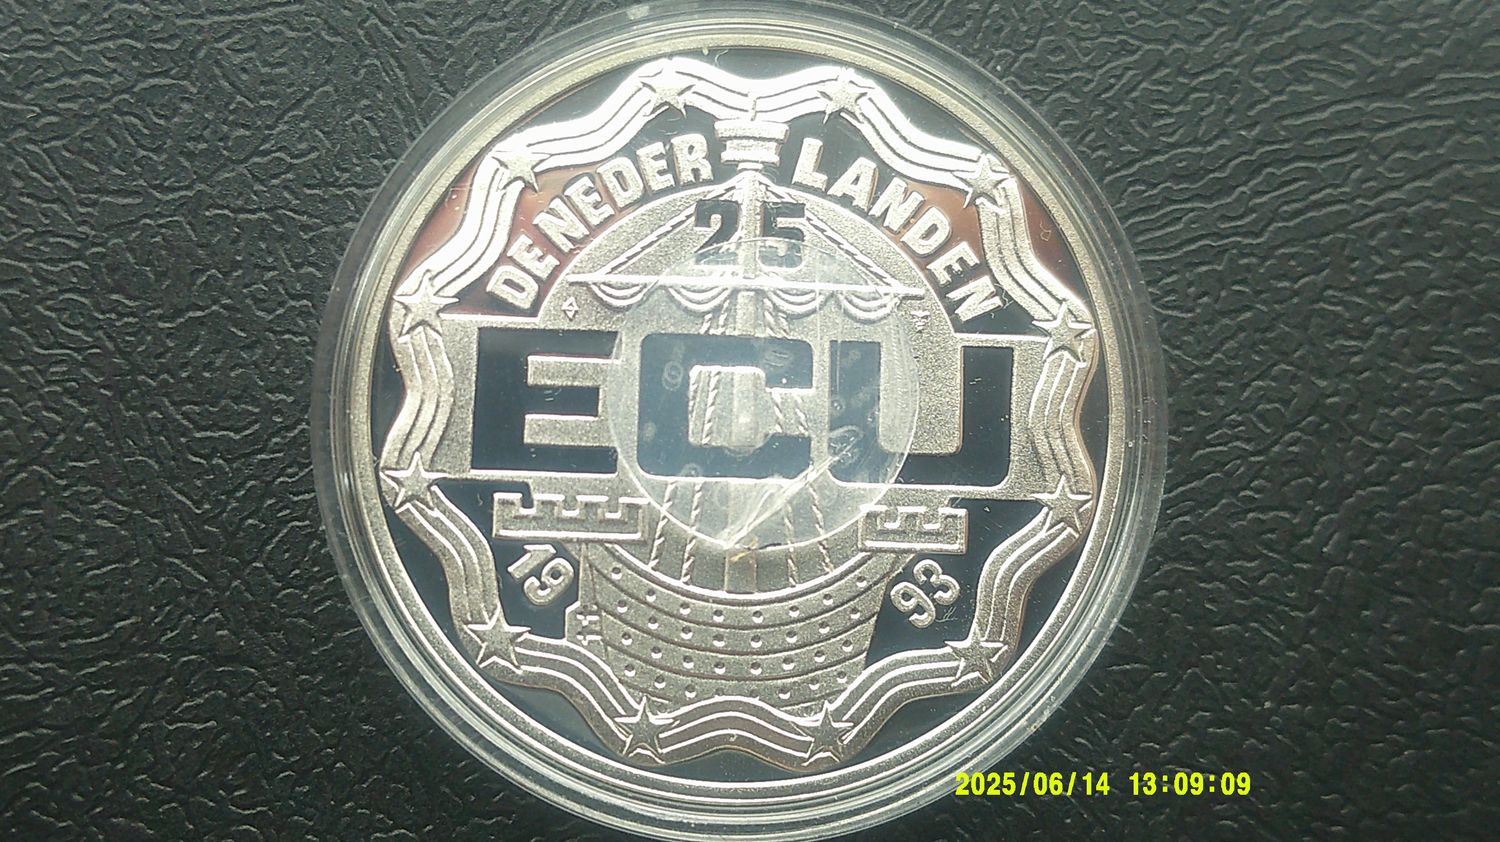 DE NEDER LANDEN
25
ECU
19 93
2025/06/14 13:09:09